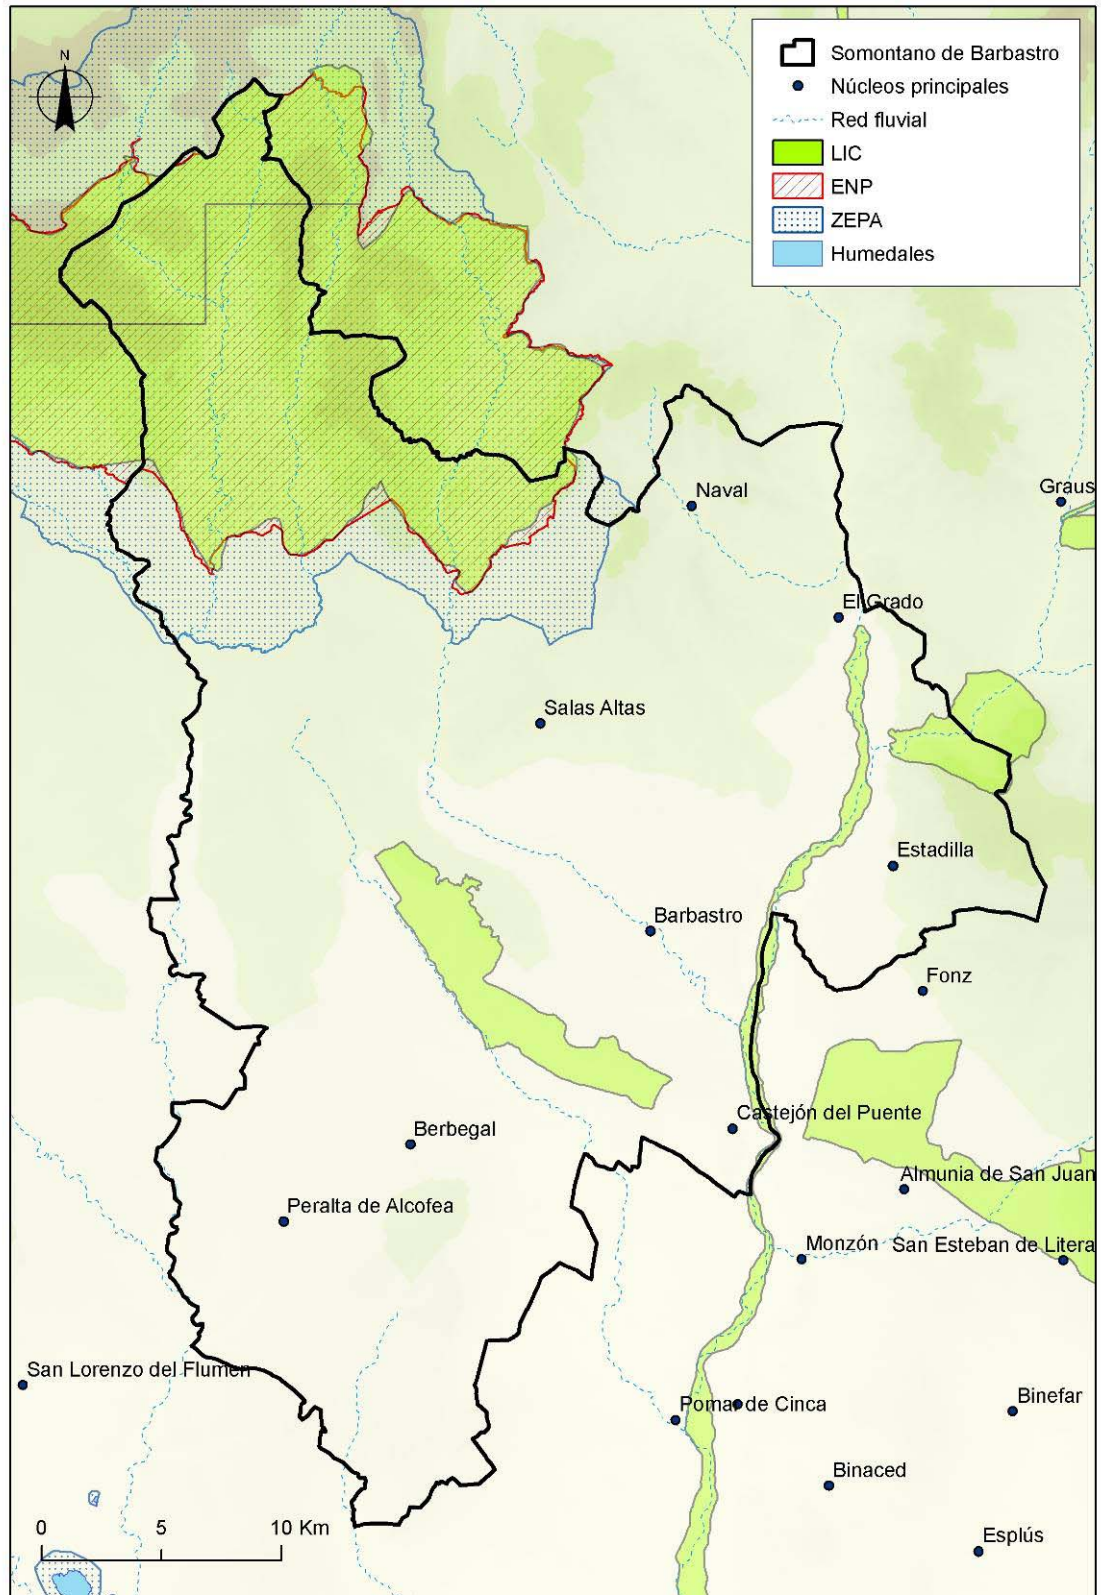 N
Somontano de Barbastro
Núcleos principales
Red fluvial
LIC
ENP
ZEPA
Humedales
Naval
Graus
El Grado
Salas Altas
Estadilla
Barbastro
Fonz
Castejón del Puente
Berbegal
Almunia de San Juan
Peralta de Alcofea
Monzón
San Esteban de Litera
San Lorenzo del Flumen
Pomar de Cinca
Binefar
Binaced
0 5 10 Km
Esplús